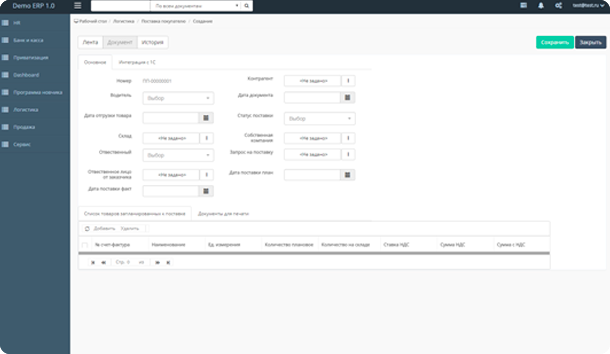 Demo ERP 1.0
По всем документам
test@test.ru
HR
Банк и касса
Приватизация
Dashboard
Программа новичка
Логистика
Продажа
Сервис
Рабочий стол / Логистика / Поставка покупателю / Создание
Лента Документ История
Сохранить Закрыть
Основное Интеграция с 1С
Номер ПП-00000001
Контрагент <Не задано>
Водитель Выбор
Дата документа
Дата отгрузки товара
Статус поставки Выбор
Склад <Не задано>
Собственная компания <Не задано>
Ответственный Выбор
Запрос на поставку <Не задано>
Ответственное лицо от заказчика <Не задано>
Дата поставки план.
Дата поставки факт
Список товаров запланированных к поставке Документы для печати
Добавить Удалить
№ счет-фактура Наименование Ед. измерения Количество плановое Количество на складе Ставка НДС Сумма НДС Сумма с НДС
Стр. 0